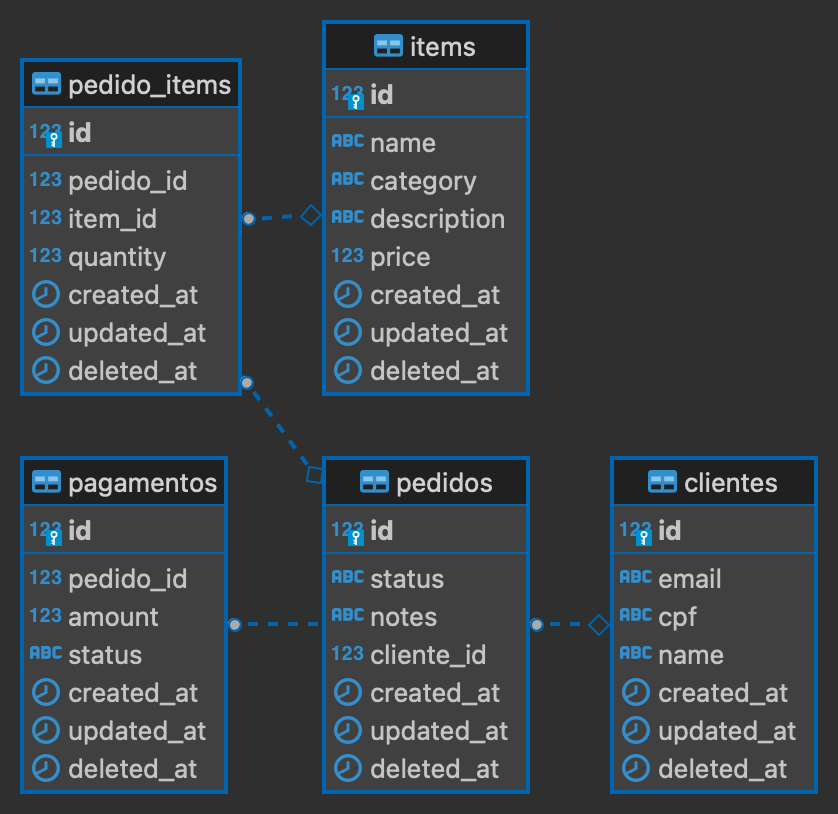 pedido_items
123 id
123 pedido_id
123 item_id
123 quantity
created_at
updated_at
deleted_at
items
123 id
ABC name
ABC category
ABC description
123 price
created_at
updated_at
deleted_at
pagamentos
123 id
123 pedido_id
123 amount
ABC status
created_at
updated_at
deleted_at
pedidos
123 id
ABC status
ABC notes
123 cliente_id
created_at
updated_at
deleted_at
clientes
123 id
ABC email
ABC cpf
ABC name
created_at
updated_at
deleted_at